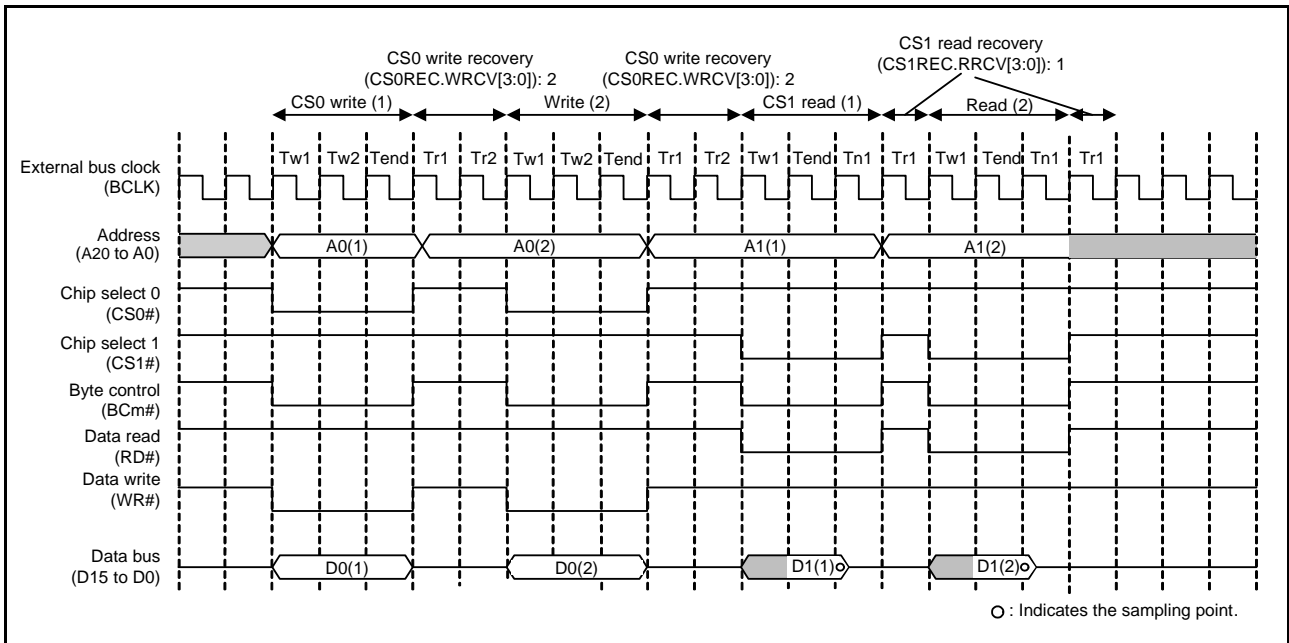 CS1 read recovery
(CS1REC.RRCV[3:0]): 1
CS0 write recovery
(CS0REC.WRCV[3:0]): 2
CS0 write recovery
(CS0REC.WRCV[3:0]): 2
CS0 write (1)
Write (2)
CS1 read (1)
Read (2)
Tw1 Tw2 Tend Tr1 Tr2 Tw1 Tw2 Tend Tr1 Tr2 Tw1 Tend Tn1 Tr1 Tw1 Tend Tn1 Tr1
External bus clock
(BCLK)
Address
(A20 to A0)
A0(1) A0(2) A1(1) A1(2)
Chip select 0
(CS0#)
Chip select 1
(CS1#)
Byte control
(BCm#)
Data read
(RD#)
Data write
(WR#)
Data bus
(D15 to D0)
D0(1) D0(2) D1(1) D1(2)
: Indicates the sampling point.